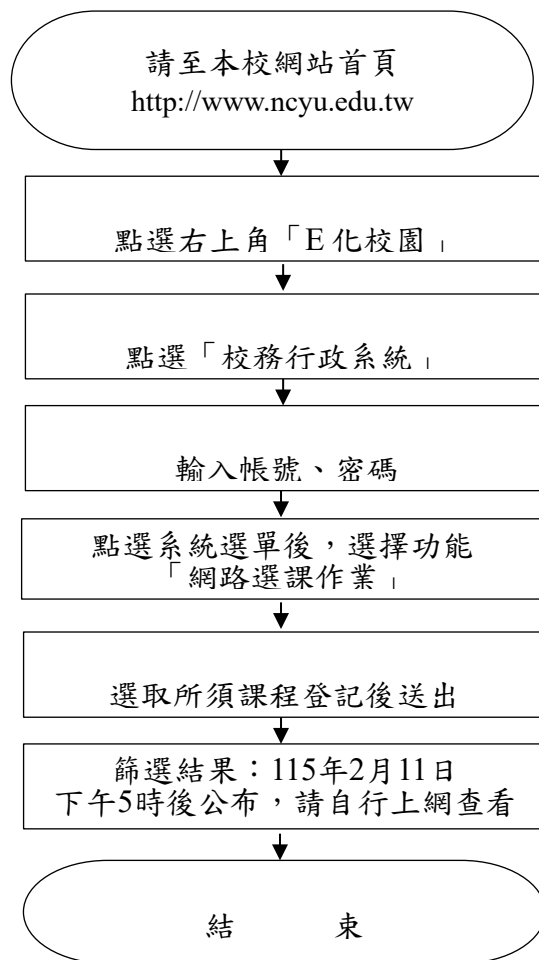 請至本校網站首頁
http://www.ncyu.edu.tw
點選右上角「E化校園」
點選「校務行政系統」
輸入帳號、密碼
點選系統選單後，選擇功能
「網路選課作業」
選取所須課程登記後送出
篩選結果：115年2月11日
下午5時後公布，請自行上網查看
結 束